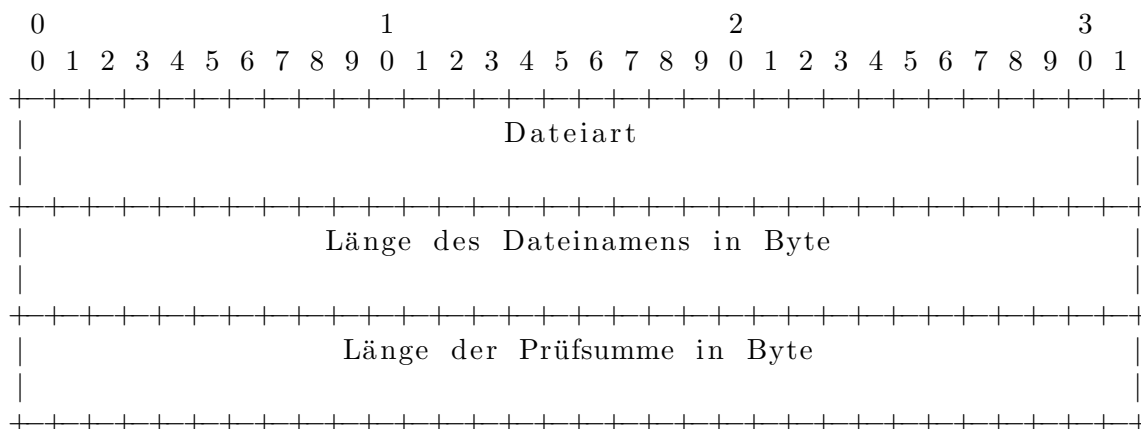 0 1 2 3
0 1 2 3 4 5 6 7 8 9 0 1 2 3 4 5 6 7 8 9 0 1 2 3 4 5 6 7 8 9 0 1
+-+-+-+-+-+-+-+-+-+-+-+-+-+-+-+-+-+-+-+-+-+-+-+-+-+-+-+-+-+-+-+-+
| Dateiart |
| |
+-+-+-+-+-+-+-+-+-+-+-+-+-+-+-+-+-+-+-+-+-+-+-+-+-+-+-+-+-+-+-+-+
| Länge des Dateinamens in Byte |
| |
+-+-+-+-+-+-+-+-+-+-+-+-+-+-+-+-+-+-+-+-+-+-+-+-+-+-+-+-+-+-+-+-+
| Länge der Prüfsumme in Byte |
| |
+-+-+-+-+-+-+-+-+-+-+-+-+-+-+-+-+-+-+-+-+-+-+-+-+-+-+-+-+-+-+-+-+